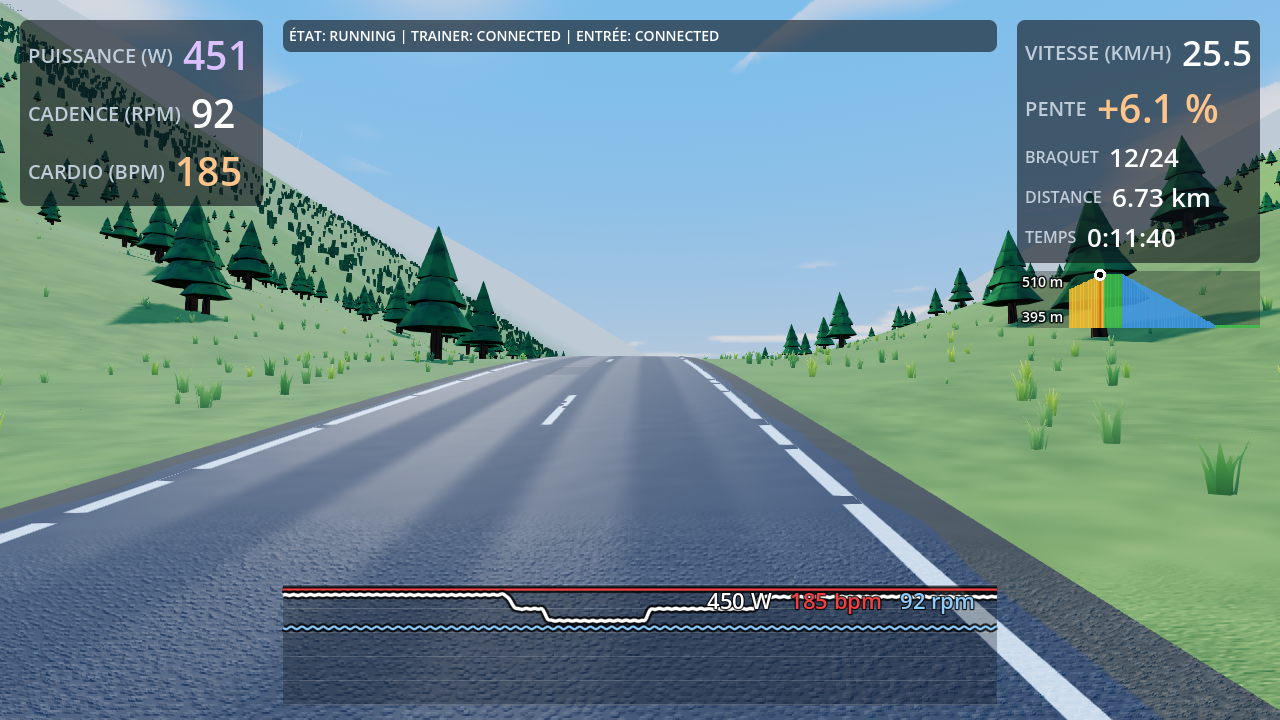 PUISSANCE (W) 451
CADENCE (RPM) 92
CARDIO (BPM) 185
ÉTAT: RUNNING | TRAINER: CONNECTED | ENTRÉE: CONNECTED
VITESSE (KM/H) 25.5
PENTE +6.1 %
BRAQUET 12/24
DISTANCE 6.73 km
TEMPS 0:11:40
510 m
395 m
450 W 185 bpm 92 rpm